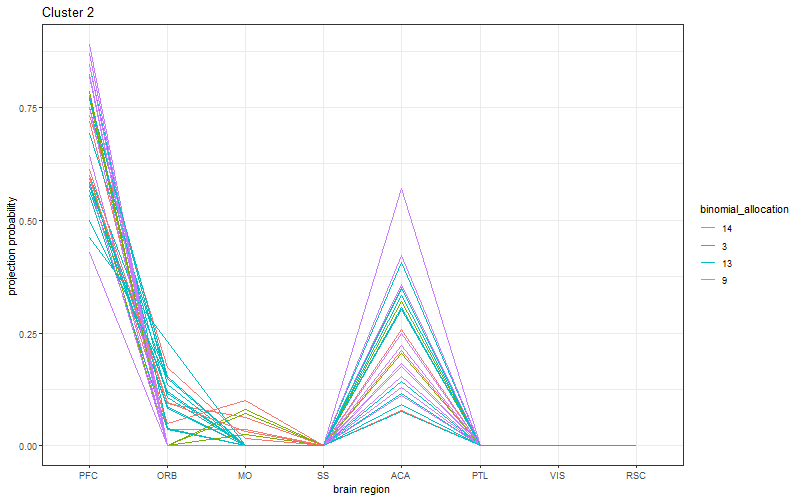 Cluster 2
projection probability
0.75
0.50
0.25
0.00
PFC ORB MO SS ACA PTL VIS RSC
brain region
binomial_allocation
14
3
13
9